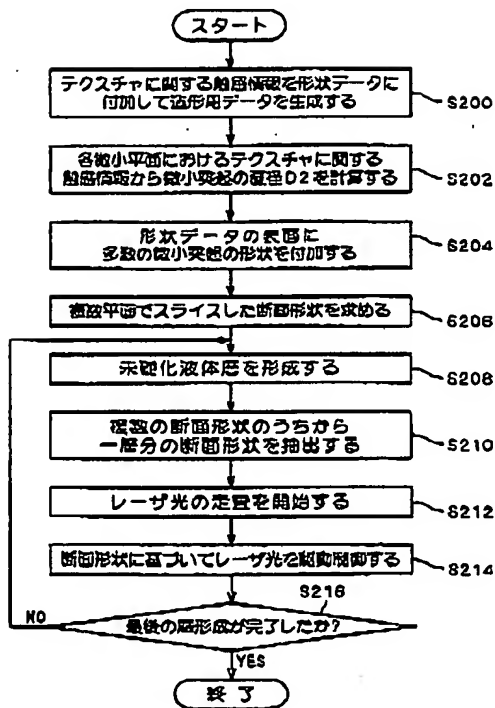 スタート
テクスチャに関する触感情報を形状データに
付加して造形用データを生成する
S200
各微小平面におけるテクスチャに関する
触感情報から微小突起の直径D2を計算する
S202
形状データの表面に
多数の微小突起の形状を付加する
S204
複数平面でスライスした断面形状を求める
S206
未硬化液体層を形成する
S208
複数の断面形状のうちから
一層分の断面形状を抽出する
S210
レーザ光の走査を開始する
S212
断面形状に基づいてレーザ光を駆動制御する
S214
S216
最後の層形成が完了したか?
NO
YES
終了